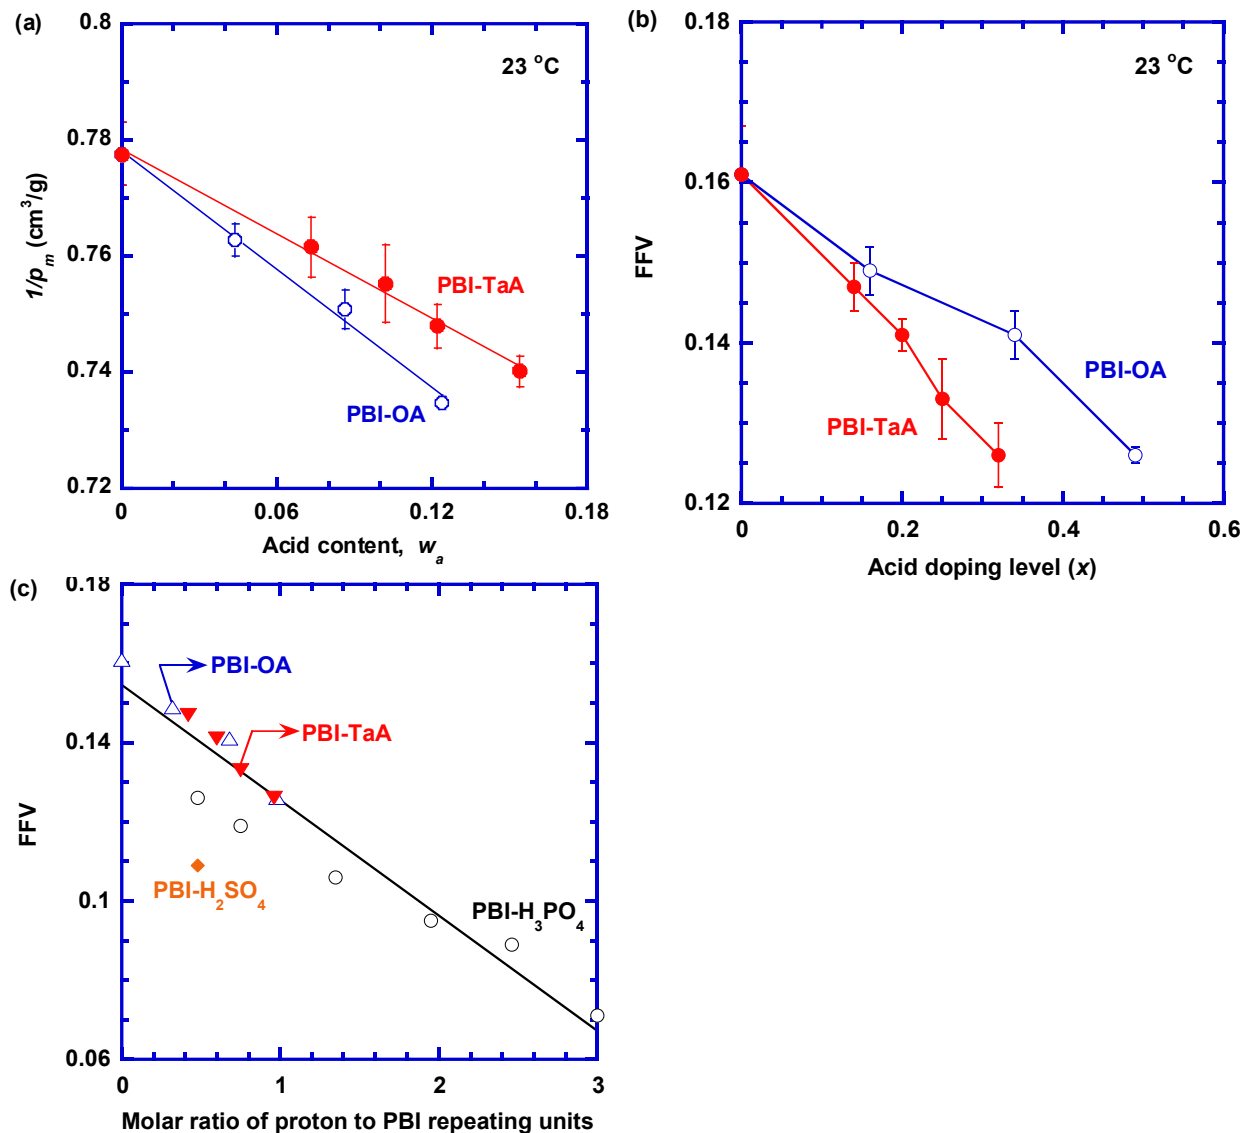 (a)
0.8
0.78
0.76
0.74
0.72
1/p_m (cm³/g)
23 °C
PBI-TaA
PBI-OA
0 0.06 0.12 0.18
Acid content, w_a
(b)
0.18
0.16
0.14
0.12
FFV
23 °C
PBI-OA
PBI-TaA
0 0.2 0.4 0.6
Acid doping level (x)
(c)
0.18
0.14
0.1
0.06
FFV
PBI-OA
PBI-TaA
PBI-H₂SO₄
PBI-H₃PO₄
0 1 2 3
Molar ratio of proton to PBI repeating units